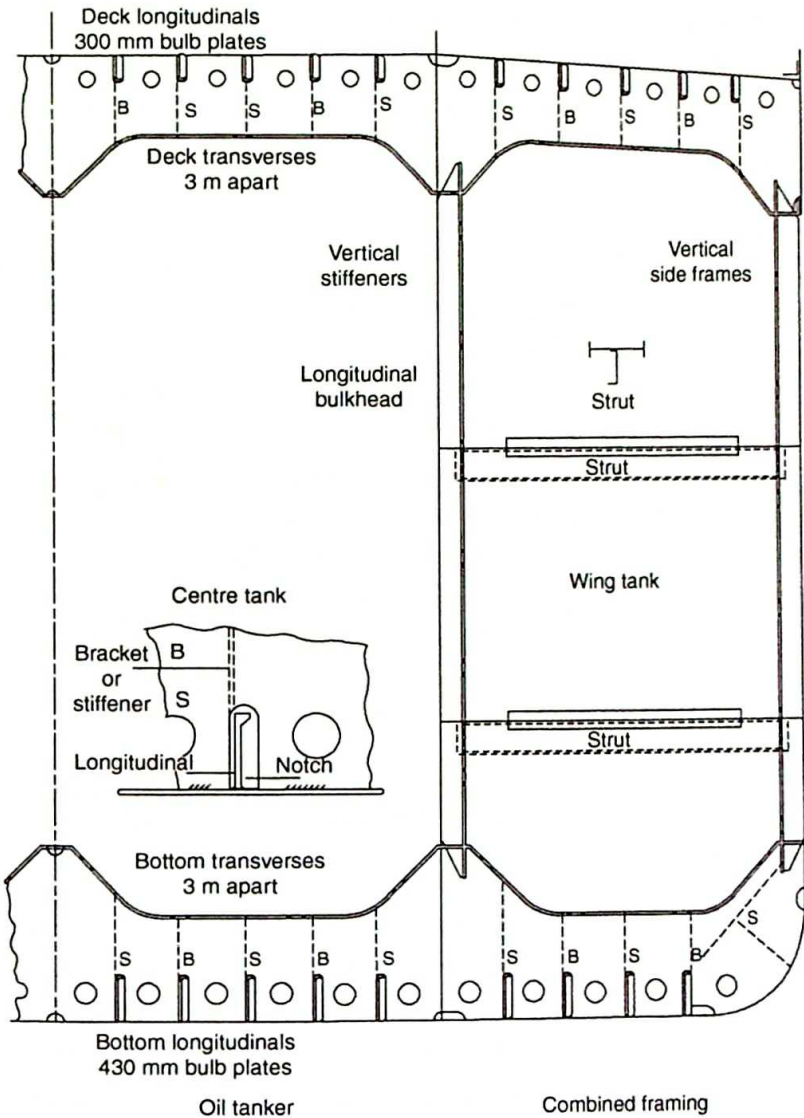 Deck longitudinals
300 mm bulb plates
B
S
S
B
S
S
B
S
B
S
Deck transverses
3 m apart
Vertical
stiffeners
Vertical
side frames
Longitudinal
bulkhead
Strut
Strut
Wing tank
Centre tank
Bracket
or
stiffener
B
S
Longitudinal
Notch
Strut
Bottom transverses
3 m apart
S
B
S
B
S
S
B
S
B
S
Bottom longitudinals
430 mm bulb plates
Oil tanker
Combined framing